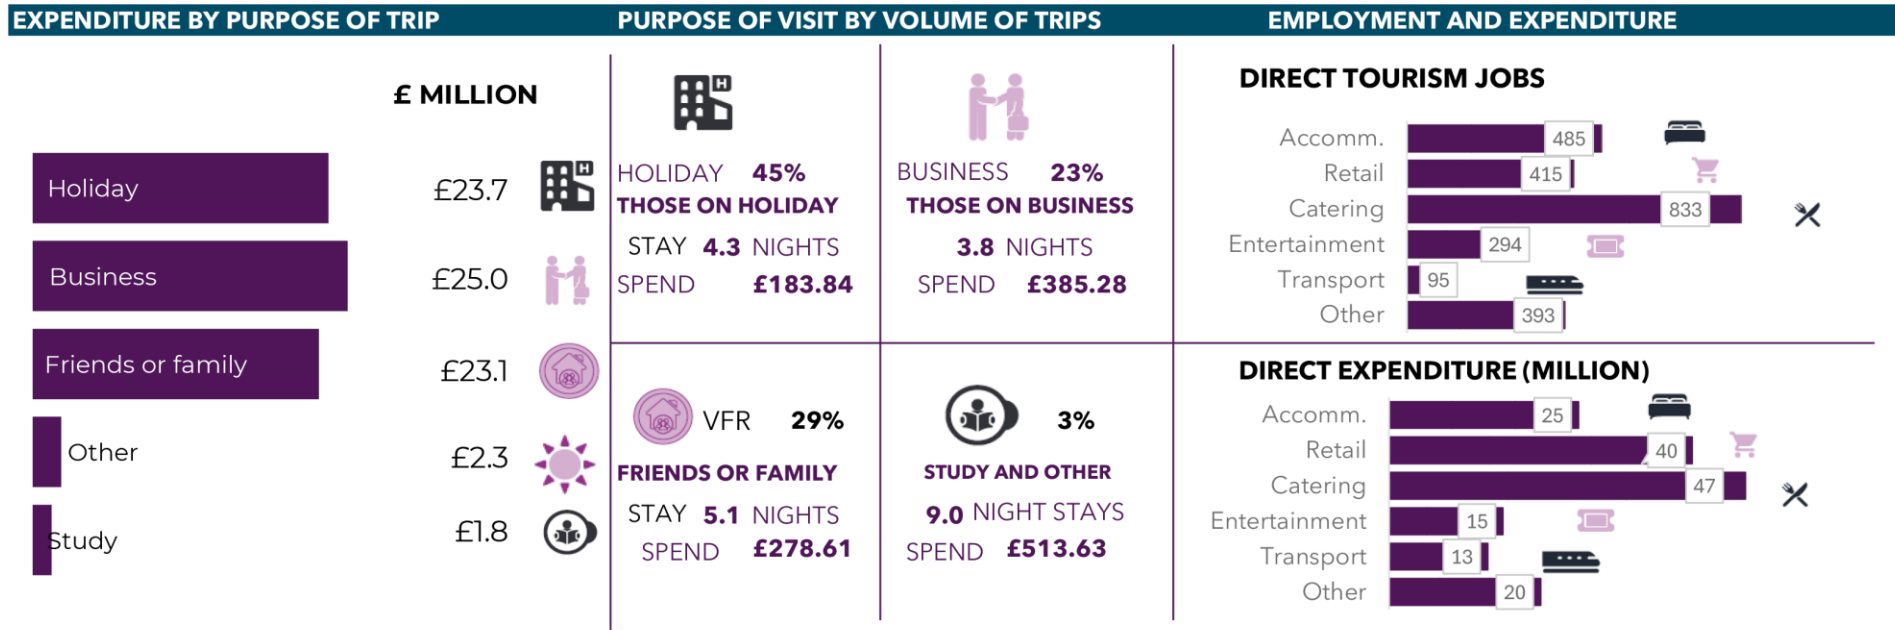 EXPENDITURE BY PURPOSE OF TRIP
£ MILLION
Holiday £23.7
Business £25.0
Friends or family £23.1
Other £2.3
Study £1.8
PURPOSE OF VISIT BY VOLUME OF TRIPS
H
H
HOLIDAY 45%
THOSE ON HOLIDAY
STAY 4.3 NIGHTS
SPEND £183.84
BUSINESS 23%
THOSE ON BUSINESS
3.8 NIGHTS
SPEND £385.28
VFR 29%
FRIENDS OR FAMILY
STAY 5.1 NIGHTS
SPEND £278.61
3%
STUDY AND OTHER
9.0 NIGHT STAYS
SPEND £513.63
EMPLOYMENT AND EXPENDITURE
DIRECT TOURISM JOBS
Accomm. 485
Retail 415
Catering 833
Entertainment 294
Transport 95
Other 393
DIRECT EXPENDITURE (MILLION)
Accomm. 25
Retail 40
Catering 47
Entertainment 15
Transport 13
Other 20